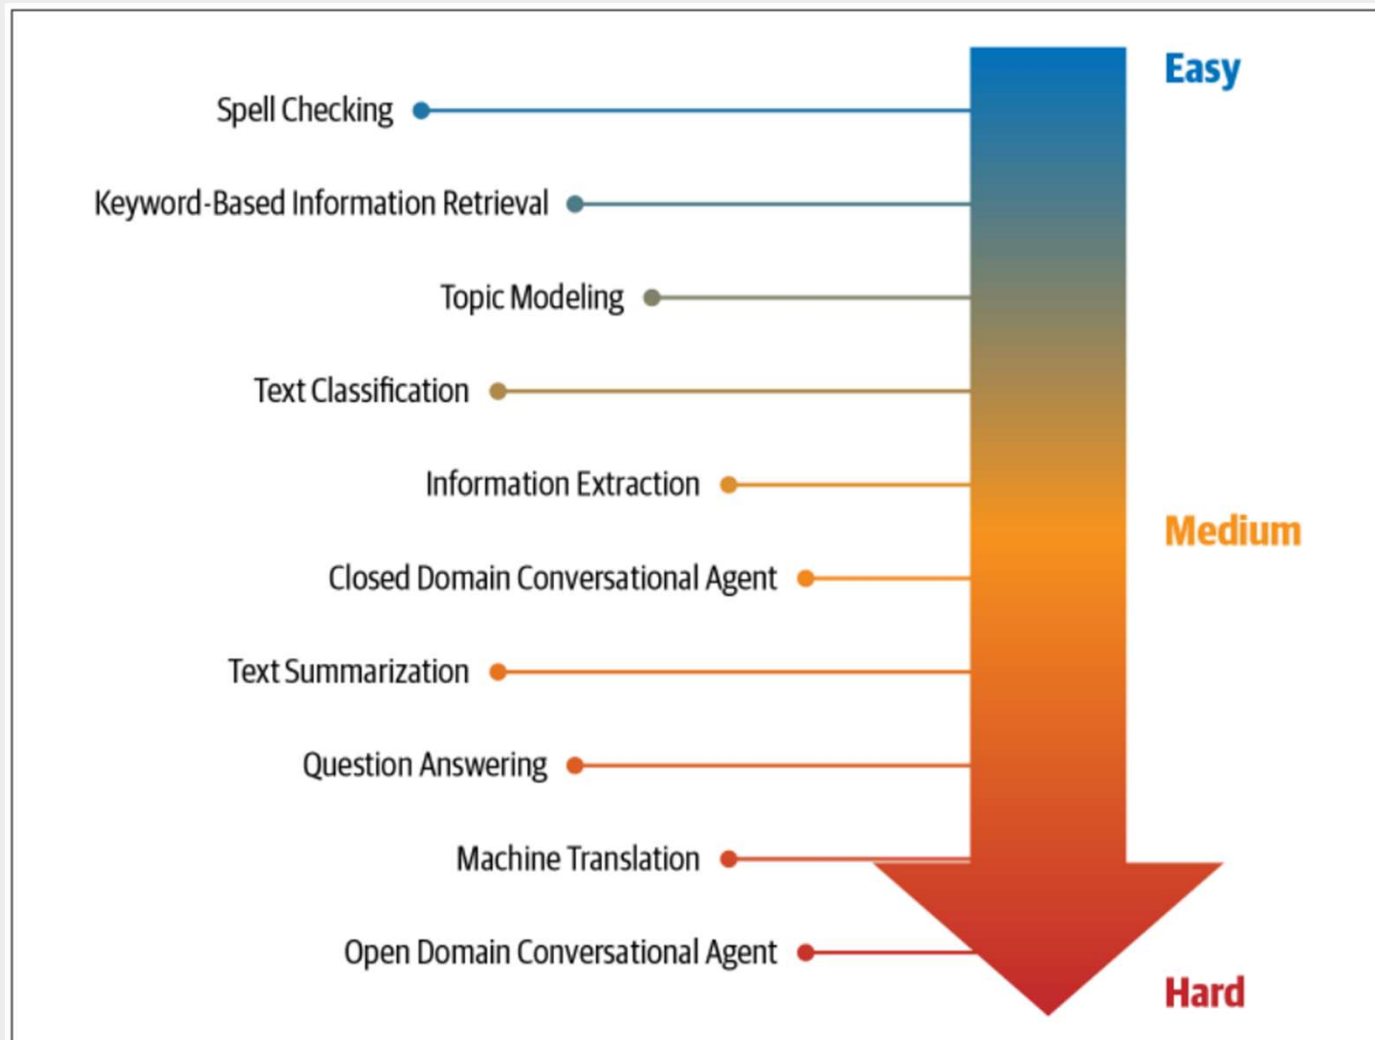 Easy
Spell Checking
Keyword-Based Information Retrieval
Topic Modeling
Text Classification
Information Extraction
Medium
Closed Domain Conversational Agent
Text Summarization
Question Answering
Machine Translation
Open Domain Conversational Agent
Hard